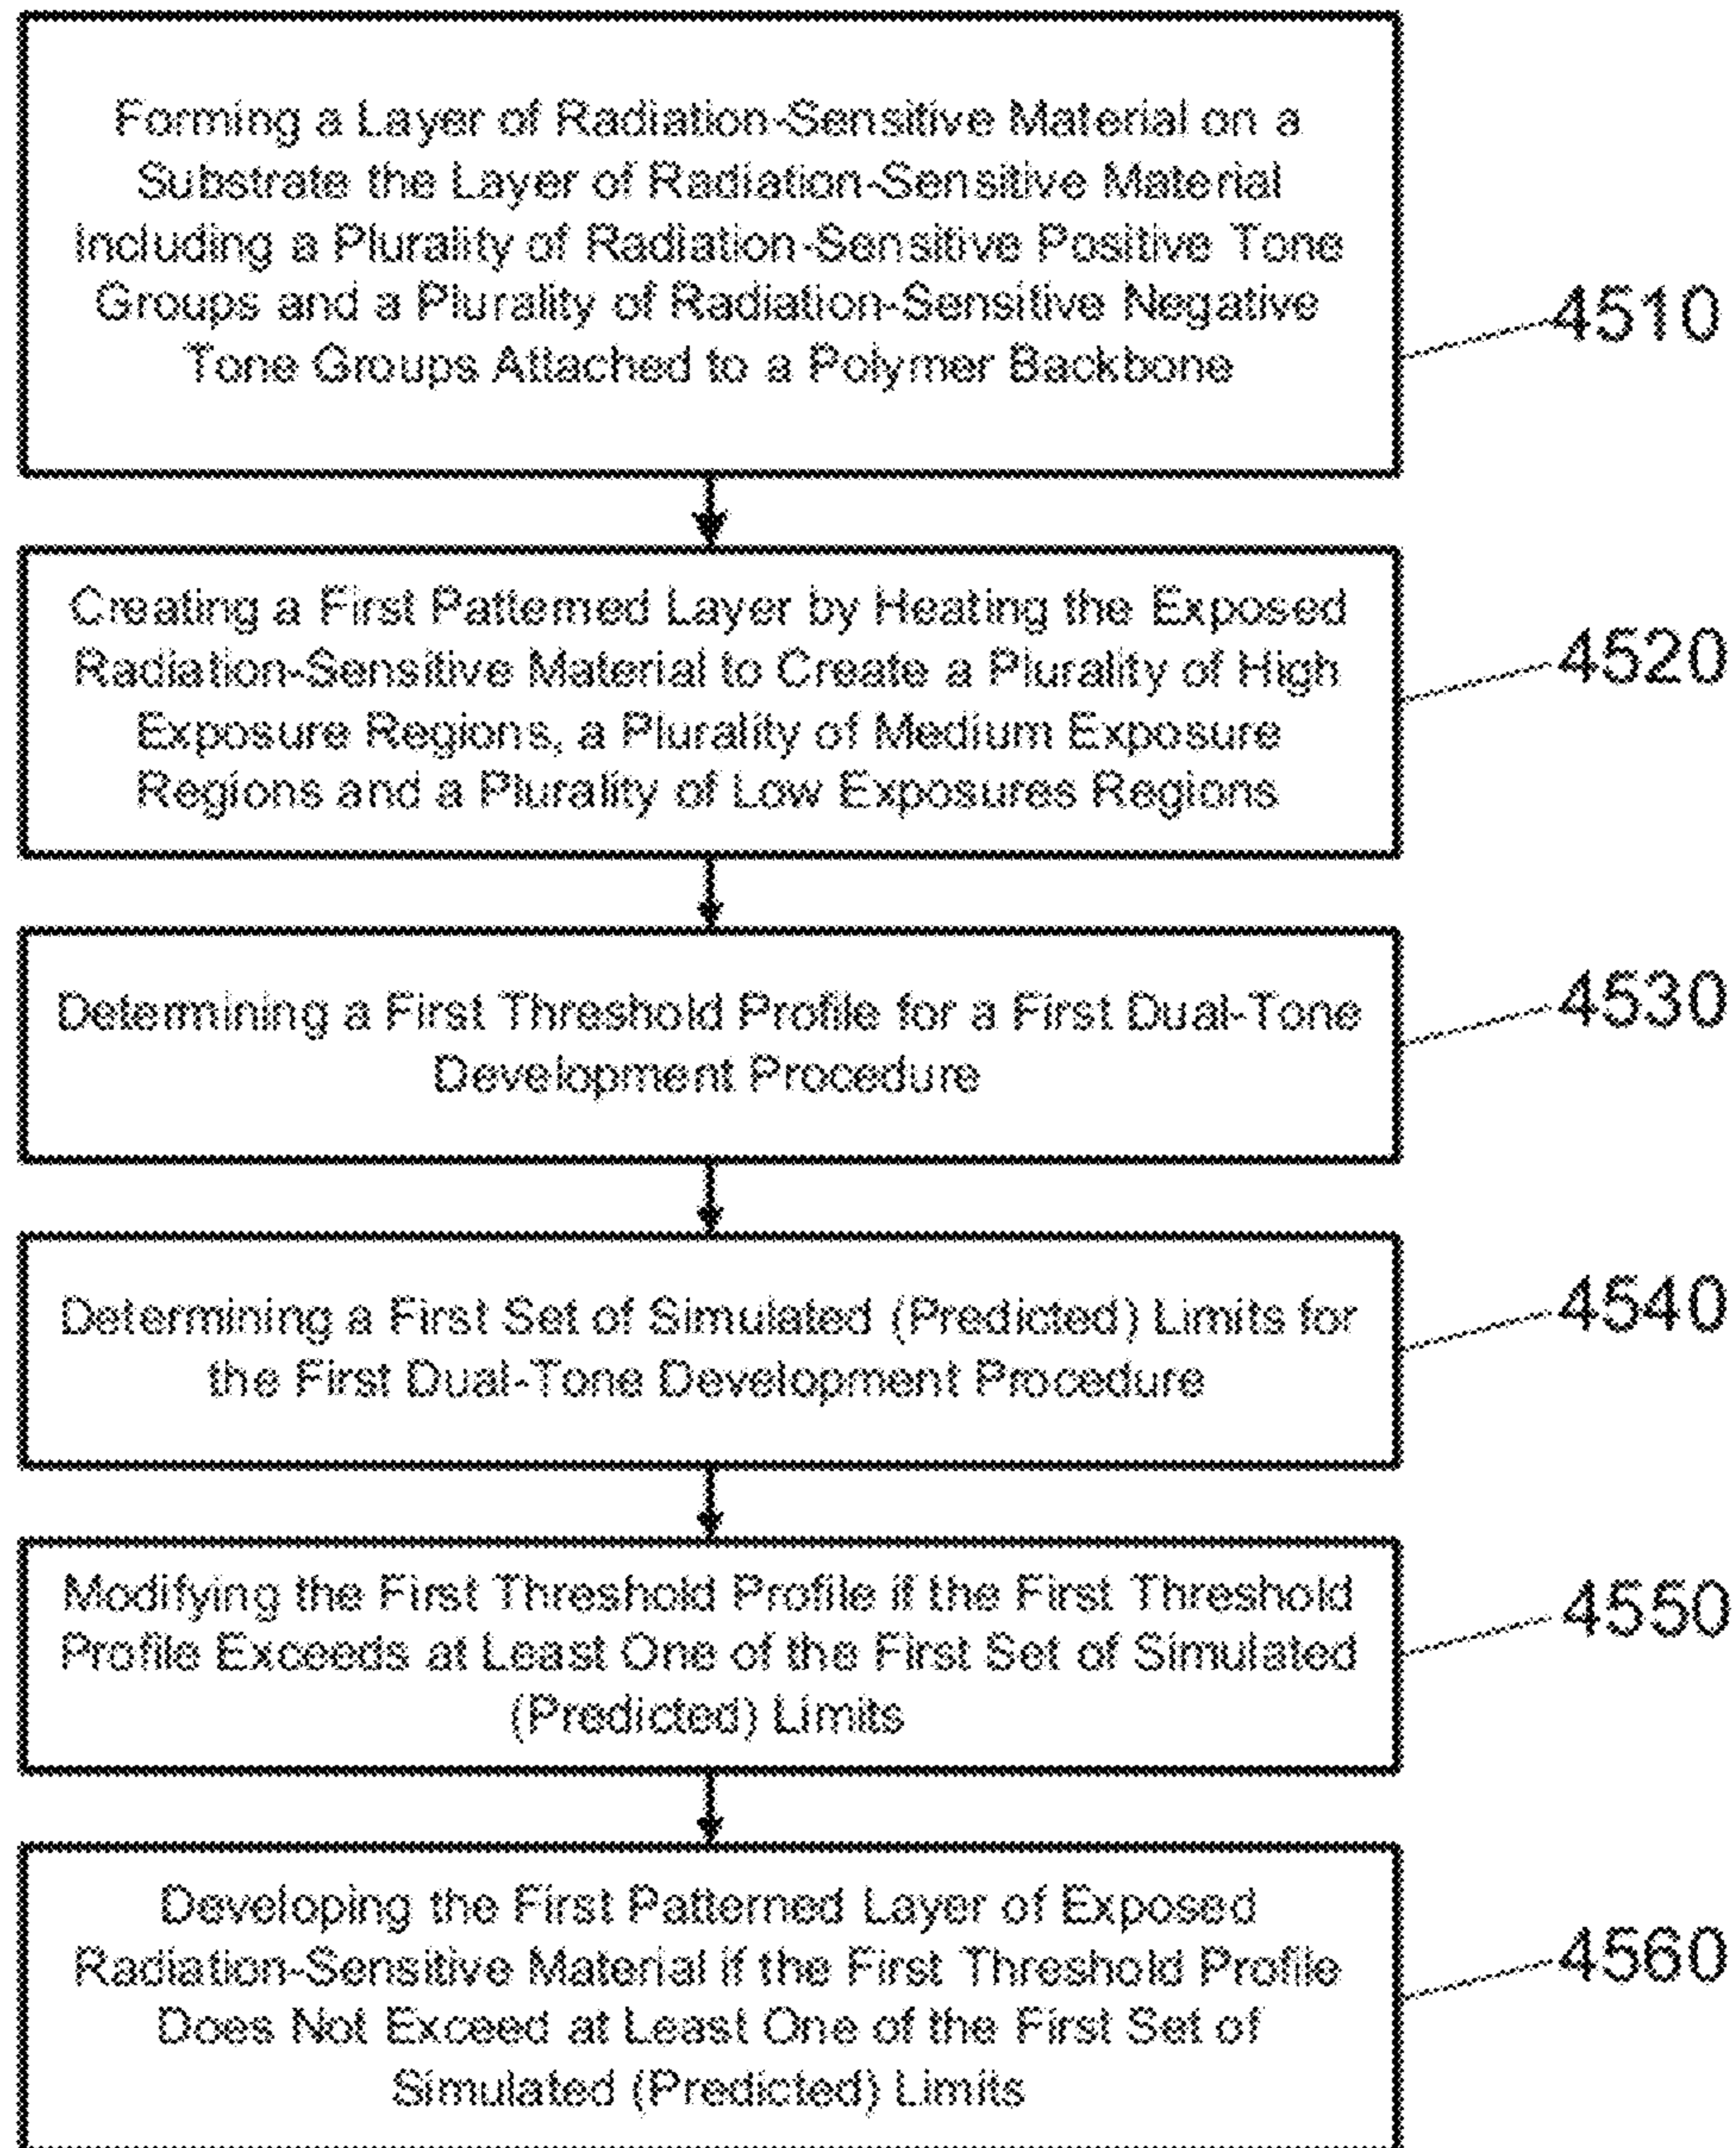 Forming a Layer of Radiation-Sensitive Material on a
Substrate the Layer of Radiation-Sensitive Material
Including a Plurality of Radiation-Sensitive Positive Tone
Groups and a Plurality of Radiation-Sensitive Negative
Tone Groups Attached to a Polymer Backbone
4510
Creating a First Patterned Layer by Heating the Exposed
Radiation-Sensitive Material to Create a Plurality of High
Exposure Regions, a Plurality of Medium Exposure
Regions and a Plurality of Low Exposures Regions
4520
Determining a First Threshold Profile for a First Dual-Tone
Development Procedure
4530
Determining a First Set of Simulated (Predicted) Limits for
the First Dual-Tone Development Procedure
4540
Modifying the First Threshold Profile if the First Threshold
Profile Exceeds at Least One of the First Set of Simulated
(Predicted) Limits
4550
Developing the First Patterned Layer of Exposed
Radiation-Sensitive Material if the First Threshold Profile
Does Not Exceed at Least One of the First Set of
Simulated (Predicted) Limits
4560